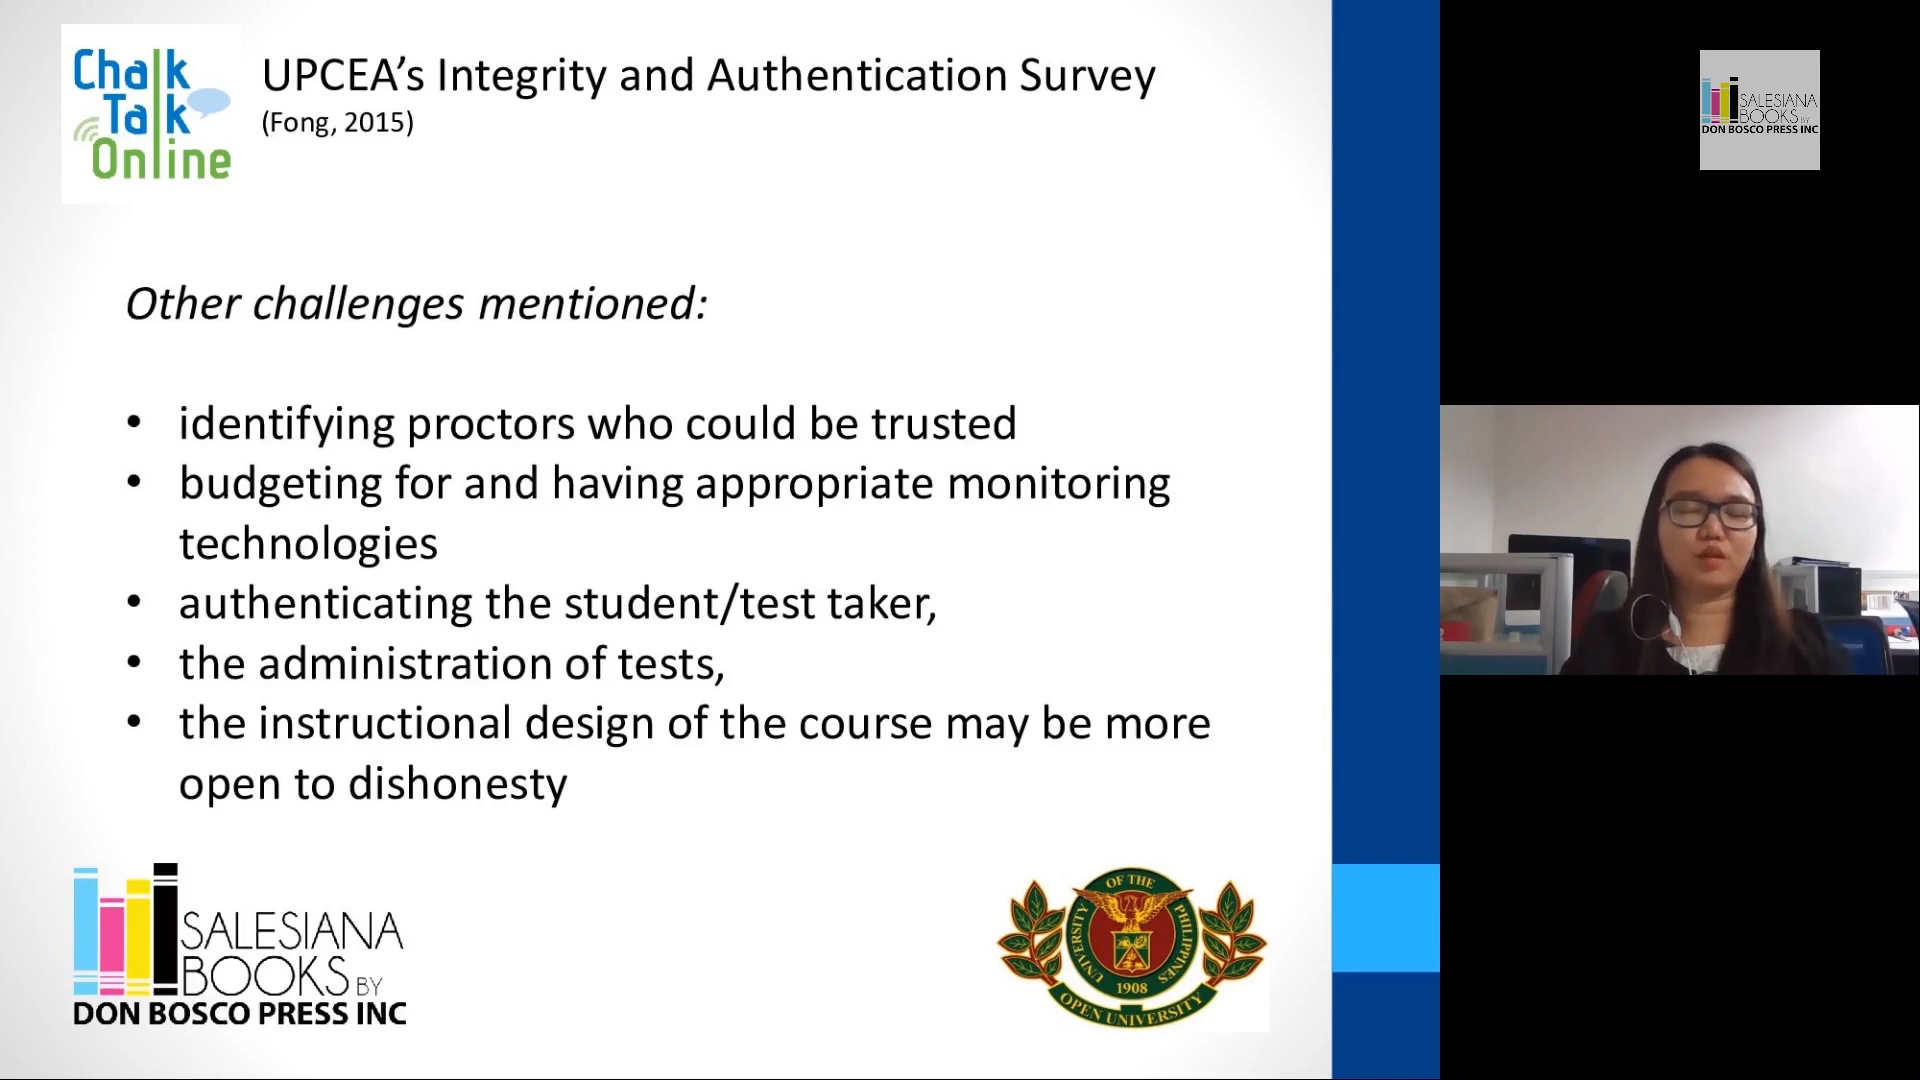 Chalk
Talk
Online
UPCEA's Integrity and Authentication Survey
(Fong, 2015)
Other challenges mentioned:
• identifying proctors who could be trusted
• budgeting for and having appropriate monitoring
technologies
• authenticating the student/test taker,
• the administration of tests,
• the instructional design of the course may be more
open to dishonesty
SALESIANA
BOOKS BY
DON BOSCO PRESS INC
UNIVERSITY OF THE PHILIPPINES
1908
OPEN UNIVERSITY
SALESIANA
BOOKS BY
DON BOSCO PRESS INC